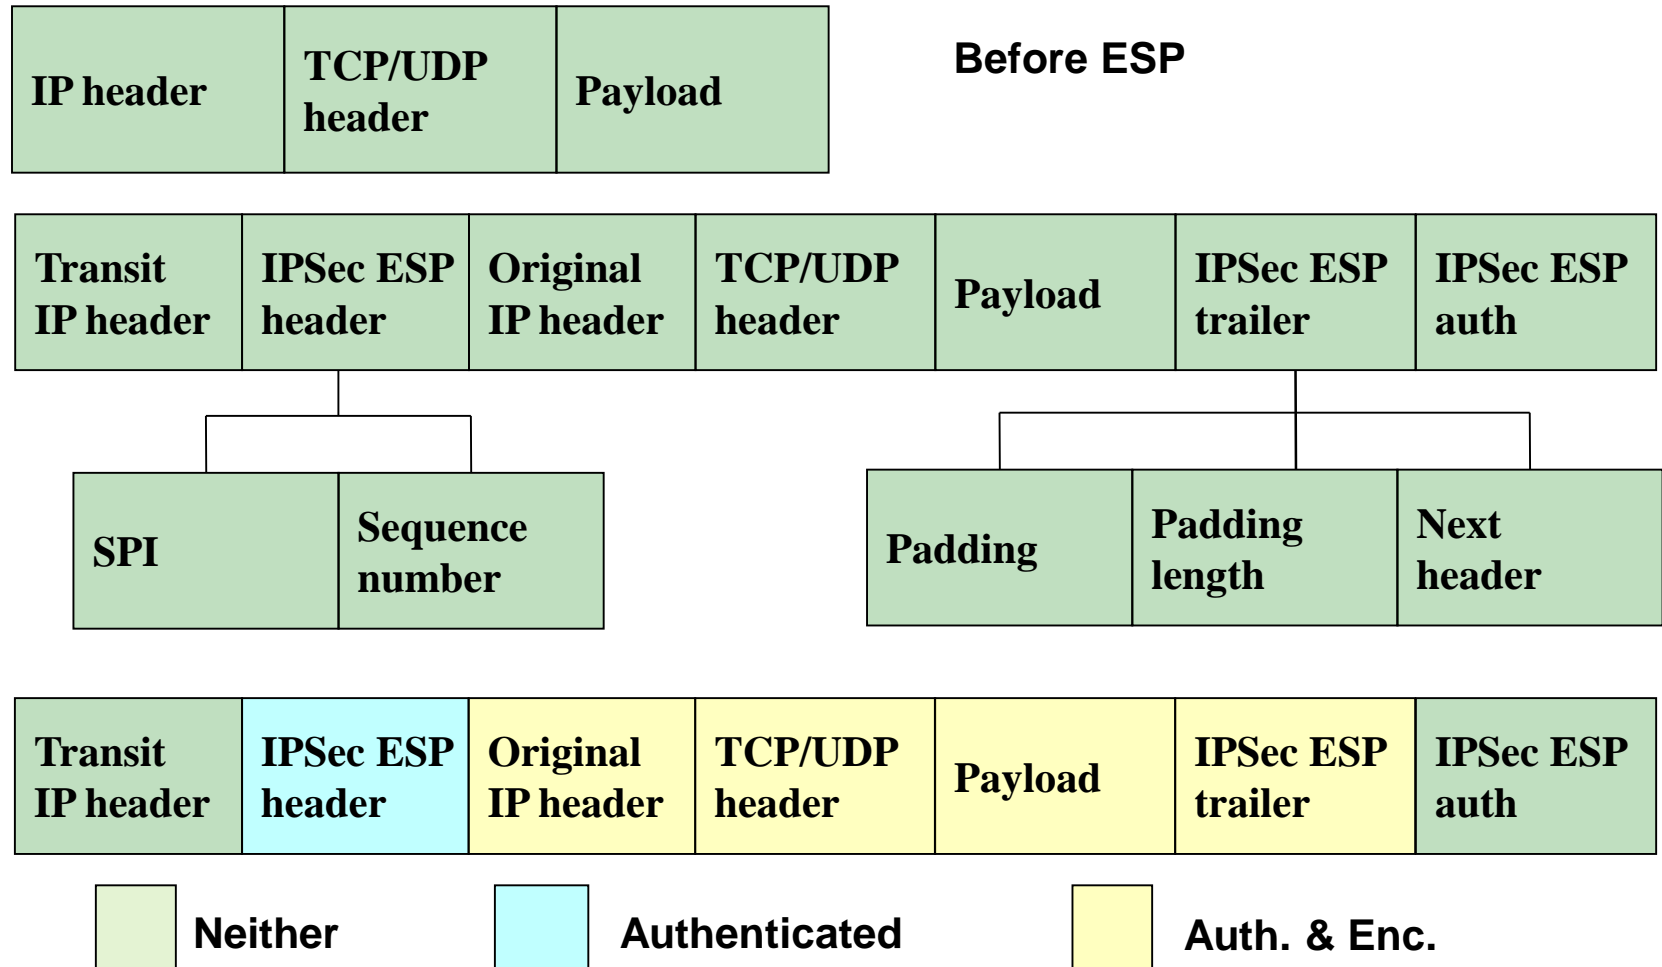 Before ESP
IP header
TCP/UDP
header
Payload
Transit
IP header
IPSec ESP
header
Original
IP header
TCP/UDP
header
Payload
IPSec ESP
trailer
IPSec ESP
auth
SPI
Sequence
number
Padding
Padding
length
Next
header
Transit
IP header
IPSec ESP
header
Original
IP header
TCP/UDP
header
Payload
IPSec ESP
trailer
IPSec ESP
auth
Neither
Authenticated
Auth. & Enc.